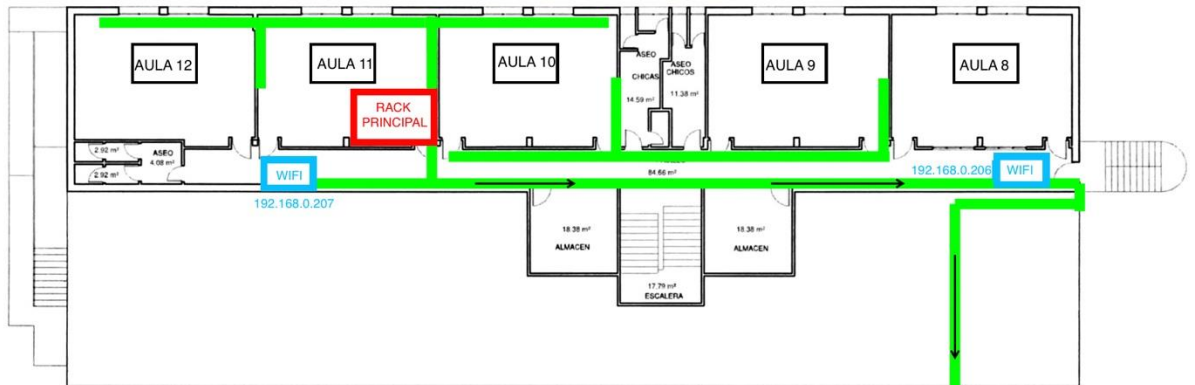 AULA 12
AULA 11
AULA 10
AULA 9
AULA 8
ASEO
CHICAS
14.59 m²
ASEO
CHICOS
11.38 m²
RACK
PRINCIPAL
2.92 m²
ASEO
4.08 m²
2.92 m²
WIFI
192.168.0.207
84.66 m²
192.168.0.206
WIFI
18.38 m²
ALMACEN
18.38 m²
ALMACEN
17.79 m²
ESCALERA